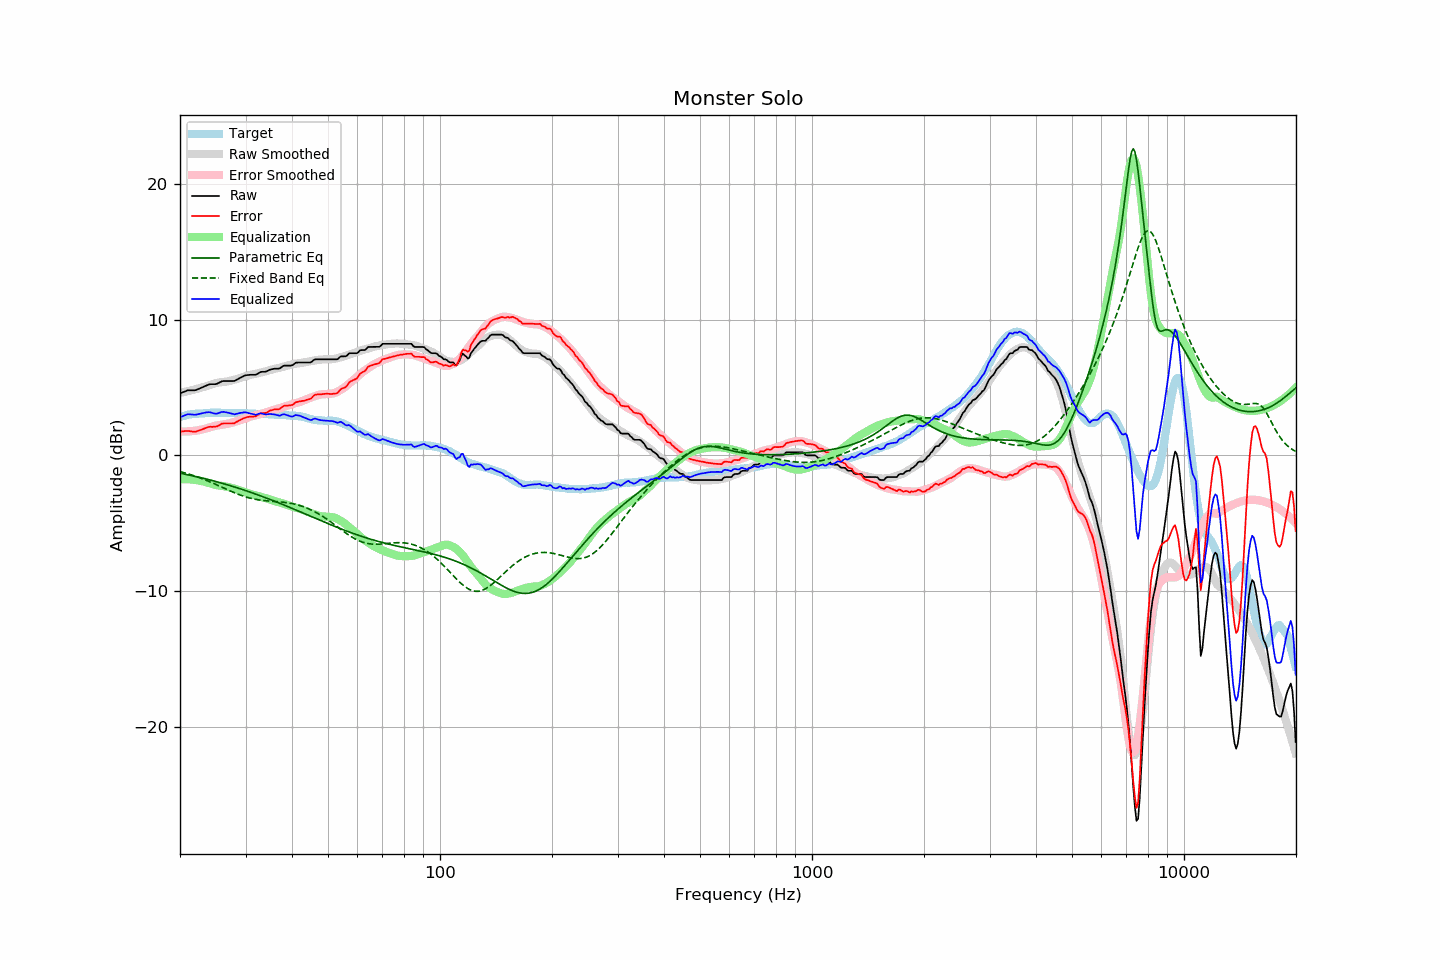 Monster Solo
Target
Raw Smoothed
Error Smoothed
Raw
Error
Equalization
Parametric Eq
Fixed Band Eq
Equalized
20
10
0
−10
−20
Amplitude (dBr)
100
1000
10000
Frequency (Hz)